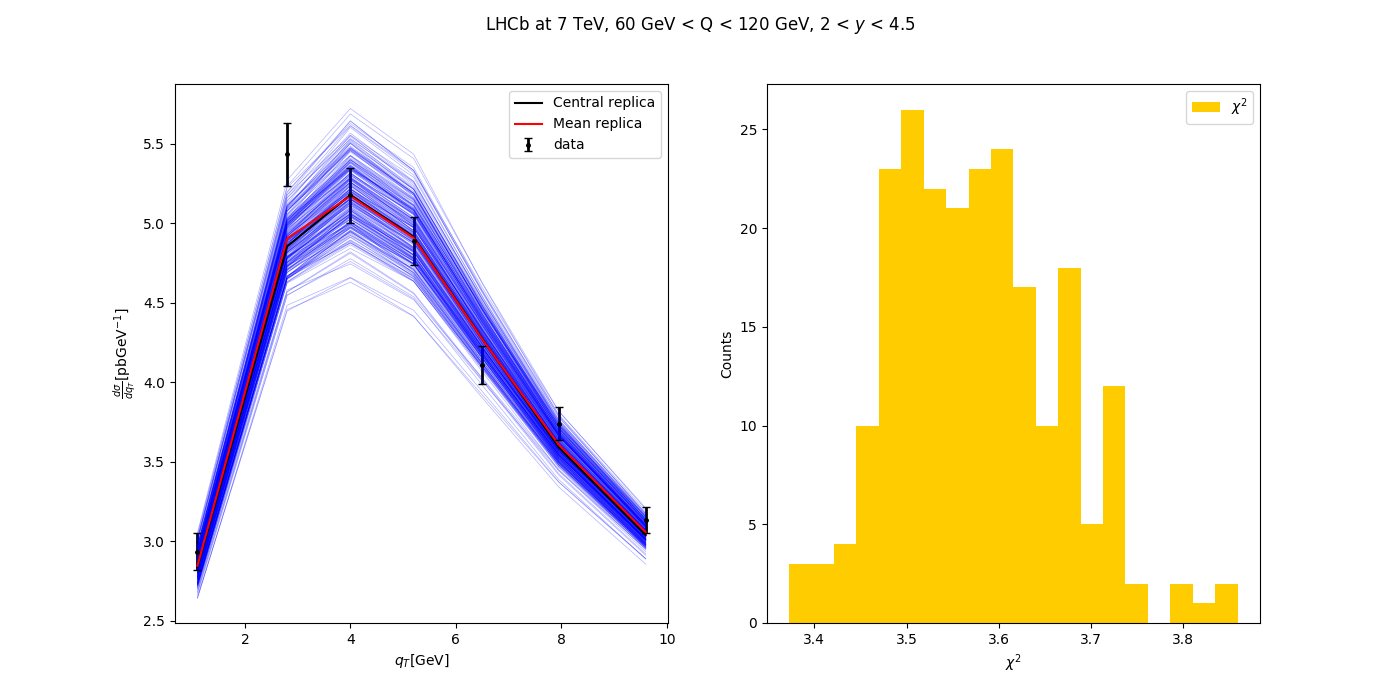 LHCb at 7 TeV, 60 GeV < Q < 120 GeV, 2 < y < 4.5
Central replica
Mean replica
data
5.5
5.0
4.5
4.0
3.5
3.0
2.5
dσ/dq_T [pbGeV⁻¹]
2 4 6 8 10
q_T[GeV]
χ²
25
20
15
10
5
0
Counts
3.4 3.5 3.6 3.7 3.8
χ²